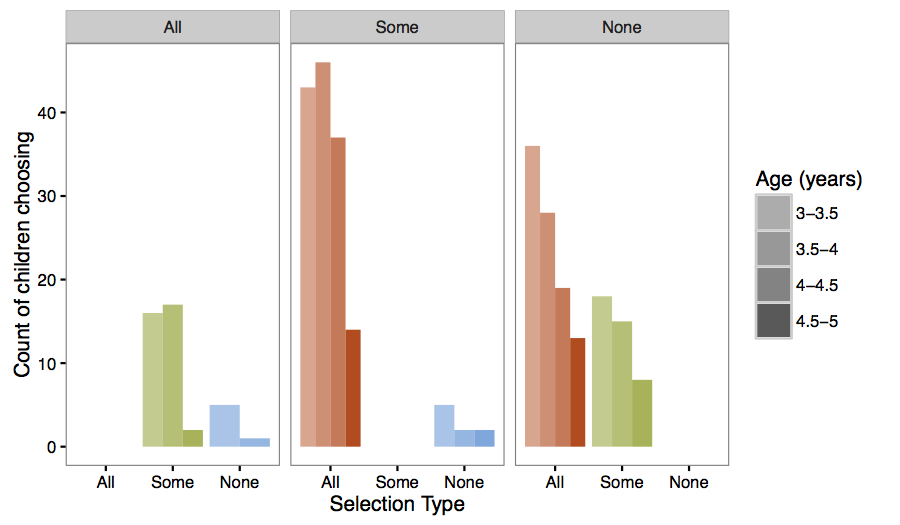 All Some None
Count of children choosing
40
30
20
10
0
All Some None All Some None All Some None
Selection Type
Age (years)
3–3.5
3.5–4
4–4.5
4.5–5